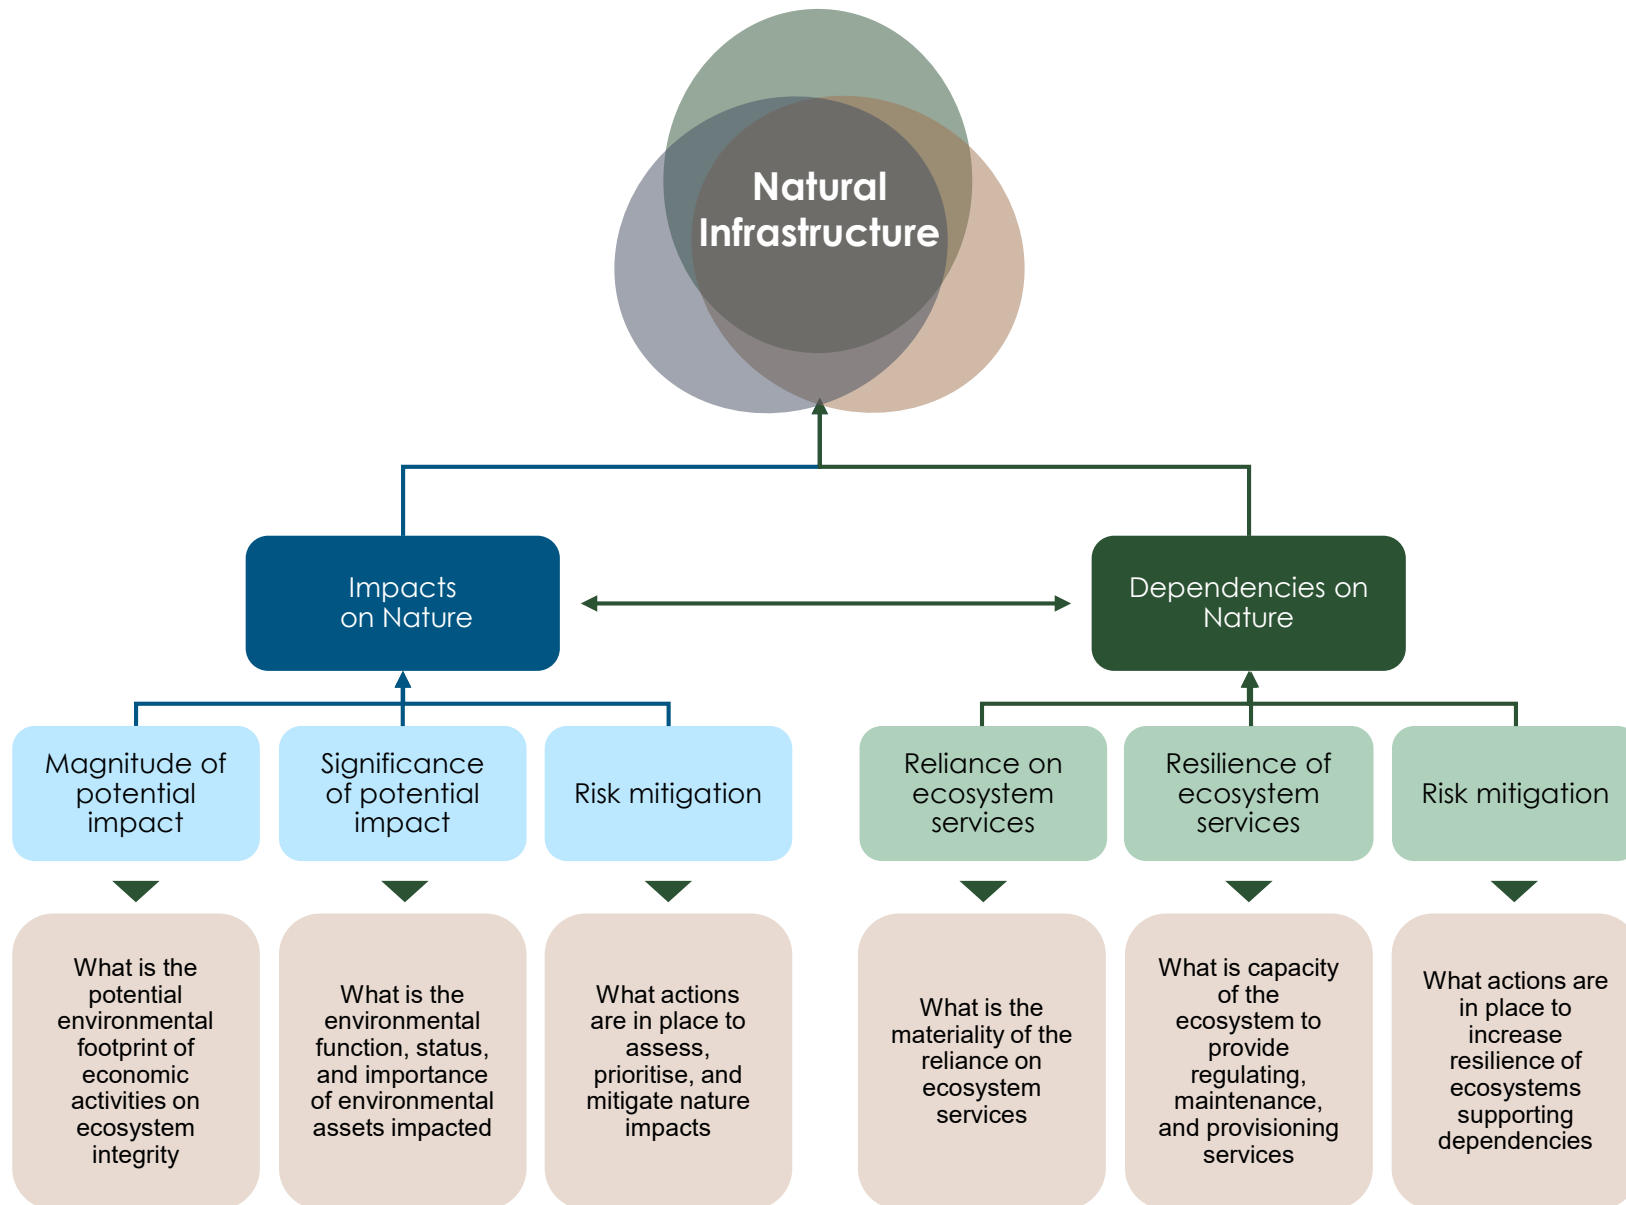 Natural
Infrastructure
Impacts
on Nature
Dependencies on
Nature
Magnitude of
potential
impact
Significance
of potential
impact
Risk mitigation
Reliance on
ecosystem
services
Resilience of
ecosystem
services
Risk mitigation
What is the
potential
environmental
footprint of
economic
activities on
ecosystem
integrity
What is the
environmental
function, status,
and importance
of environmental
assets impacted
What actions
are in place to
assess,
prioritise, and
mitigate nature
impacts
What is the
materiality of the
reliance on
ecosystem
services
What is capacity
of the
ecosystem to
provide
regulating,
maintenance,
and provisioning
services
What actions are
in place to
increase
resilience of
ecosystems
supporting
dependencies